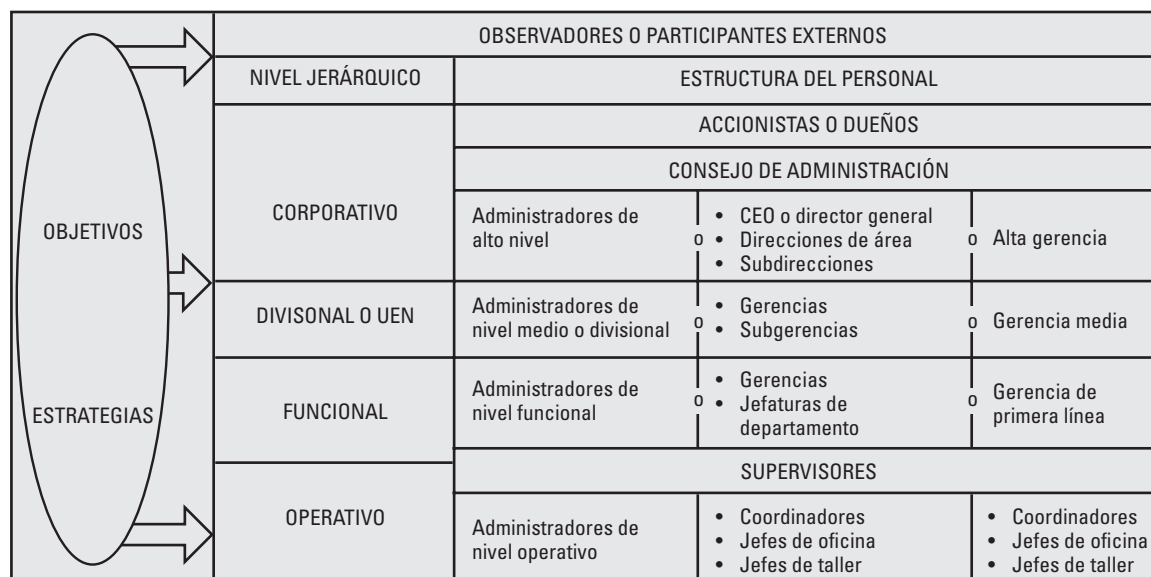 OBSERVADORES O PARTICIPANTES EXTERNOS
NIVEL JERÁRQUICO
ESTRUCTURA DEL PERSONAL
OBJETIVOS
ESTRATEGIAS
CORPORATIVO
ACCIONISTAS O DUEÑOS
CONSEJO DE ADMINISTRACIÓN
Administradores de
alto nivel
o
• CEO o director general
• Direcciones de área
• Subdirecciones
o
Alta gerencia
DIVISONAL O UEN
Administradores de
nivel medio o divisional
o
• Gerencias
• Subgerencias
o
Gerencia media
FUNCIONAL
Administradores de
nivel funcional
o
• Gerencias
• Jefaturas de
departamento
o
Gerencia de
primera línea
OPERATIVO
SUPERVISORES
Administradores de
nivel operativo
• Coordinadores
• Jefes de oficina
• Jefes de taller
• Coordinadores
• Jefes de oficina
• Jefes de taller